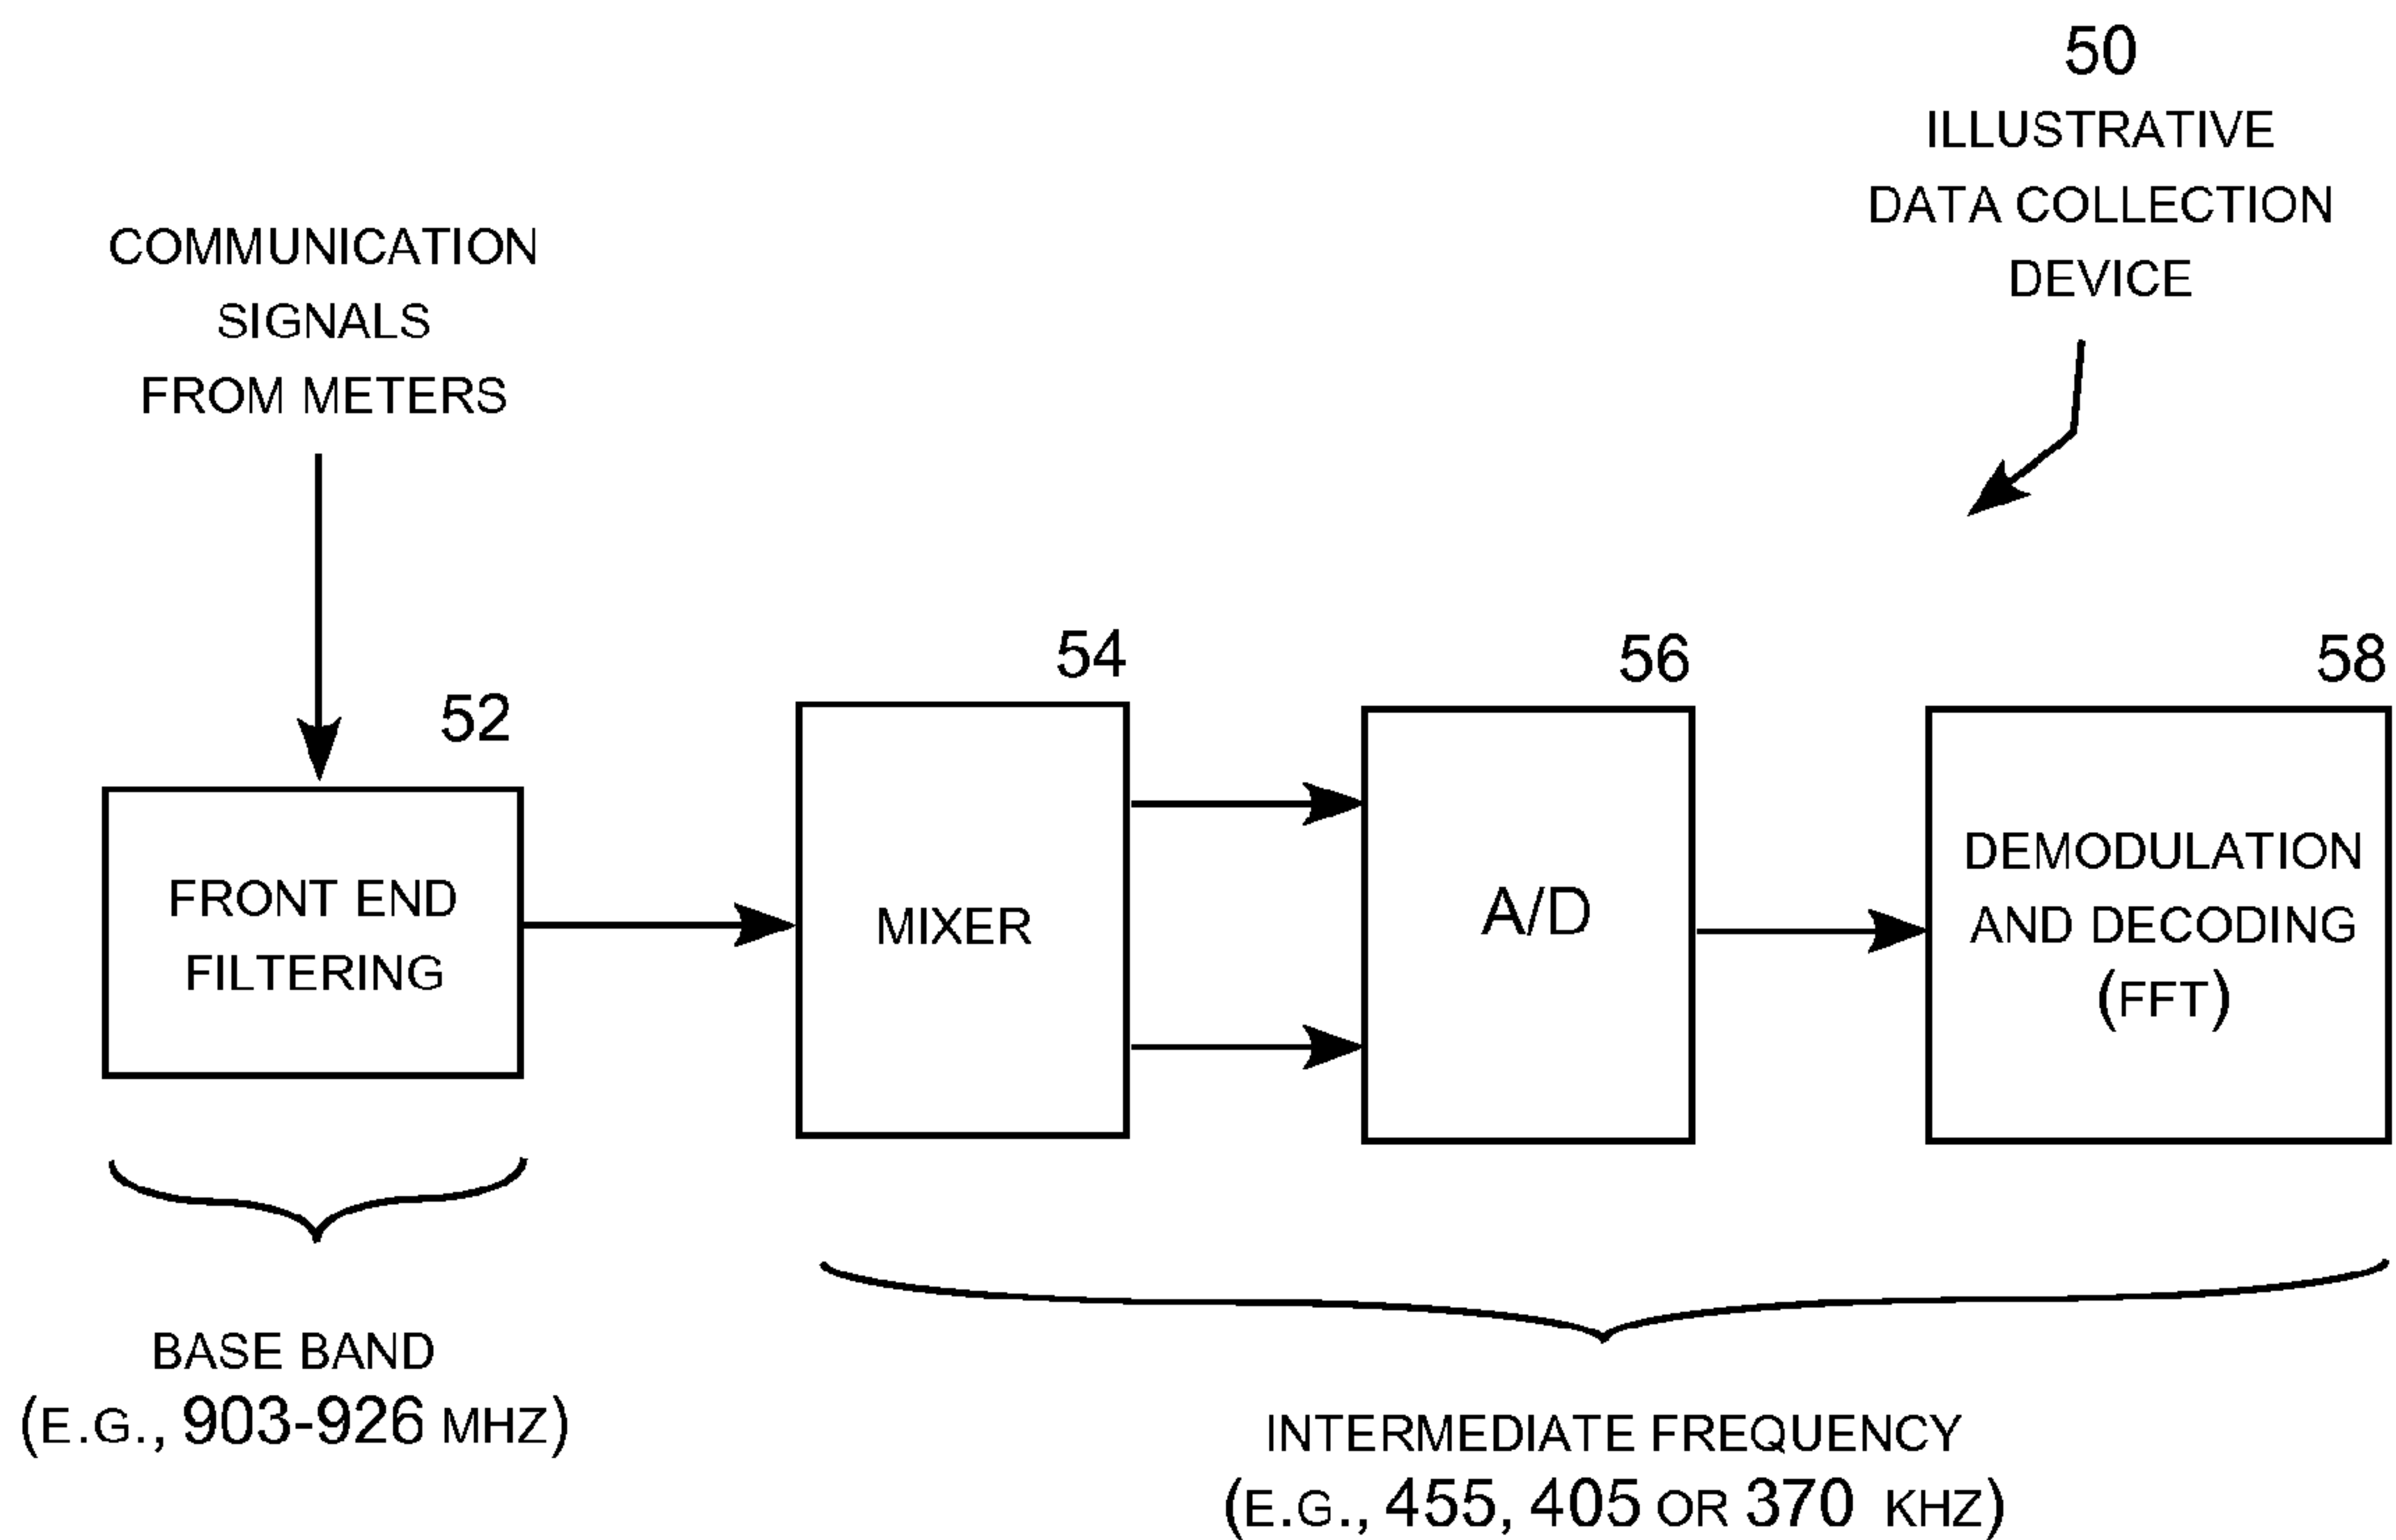 50
ILLUSTRATIVE
DATA COLLECTION
DEVICE
COMMUNICATION
SIGNALS
FROM METERS
52
FRONT END
FILTERING
54
MIXER
56
A/D
58
DEMODULATION
AND DECODING
(FFT)
BASE BAND
(E.G., 903-926 MHZ)
INTERMEDIATE FREQUENCY
(E.G., 455, 405 OR 370 KHZ)